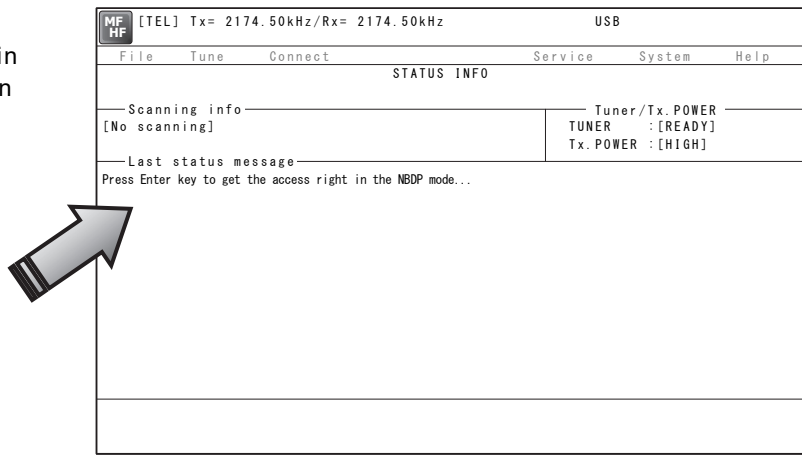 in
n
MF
HF
[TEL] Tx= 2174.50kHz/Rx= 2174.50kHz USB
File Tune Connect Service System Help
STATUS INFO
Scanning info
[No scanning]
Tuner/Tx.POWER
TUNER :[READY]
Tx.POWER :[HIGH]
Last status message
Press Enter key to get the access right in the NBDP mode...